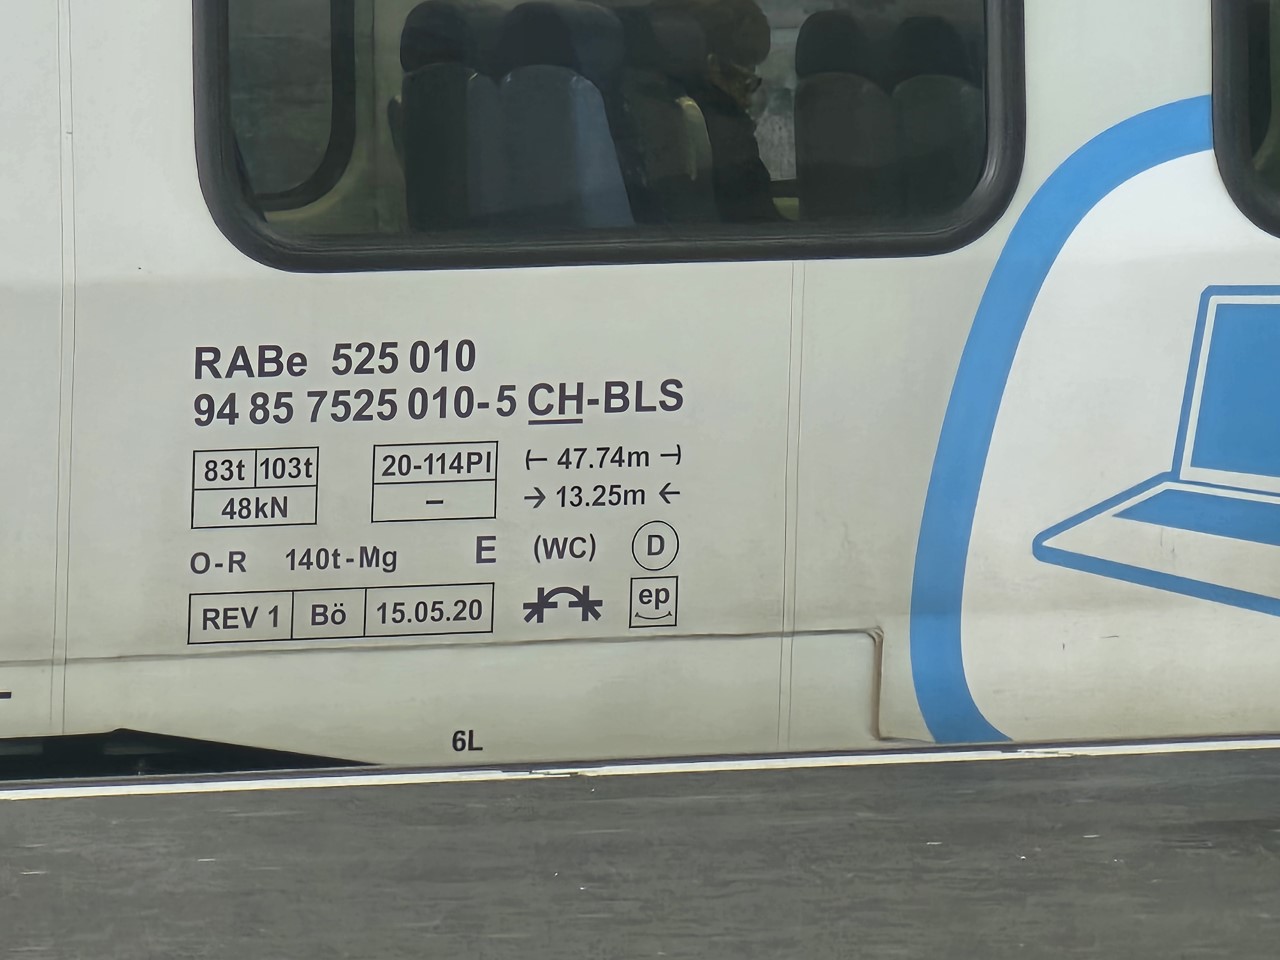 RABe 525 010
94 85 7525 010-5 CH-BLS
83t 103t 20-114Pl 47.74m
48kN – 13.25m
O-R 140t-Mg E (WC) D
REV 1 Bö 15.05.20 ep
6L